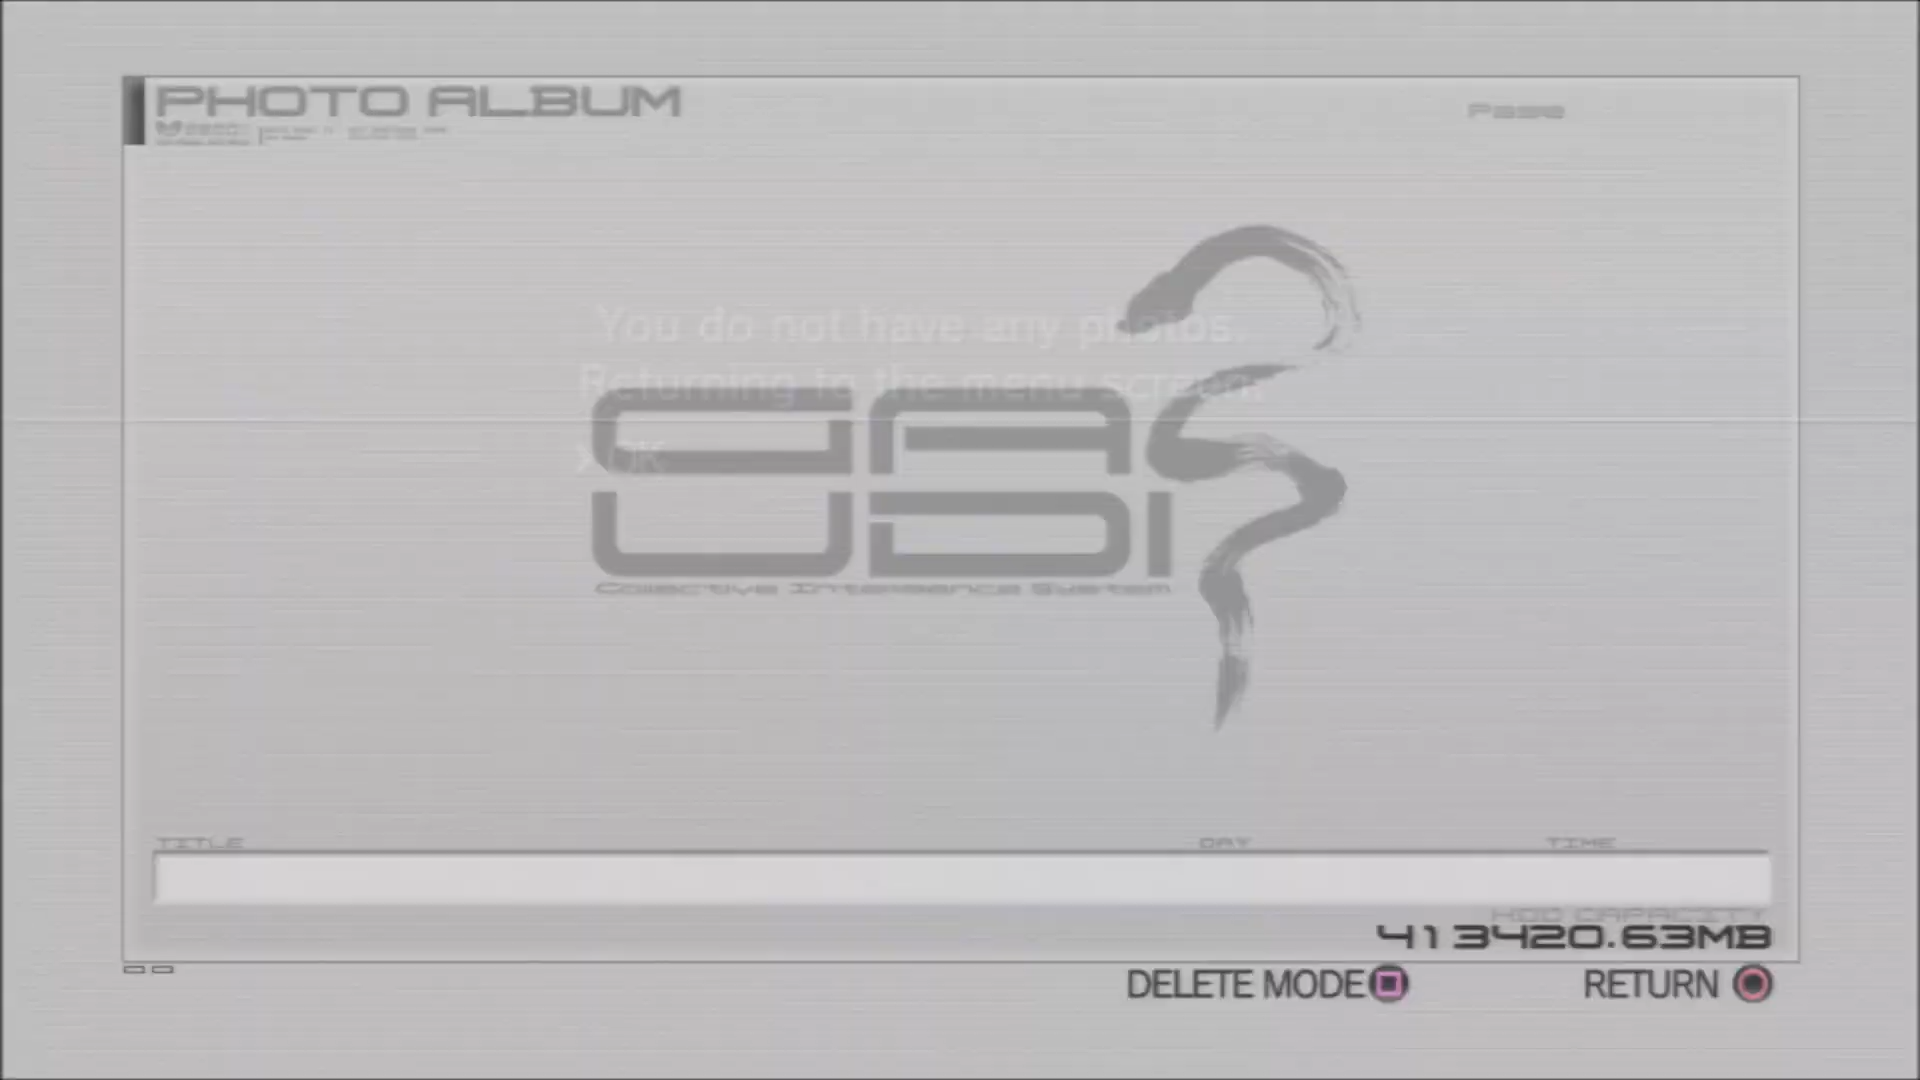 PHOTO ALBUM
Page
You do not have any photos.
Returning to the menu screen.
OK
Collective Intelligence System
TITLE
DAY
TIME
HDD CAPACITY
413420.63MB
DELETE MODE
RETURN